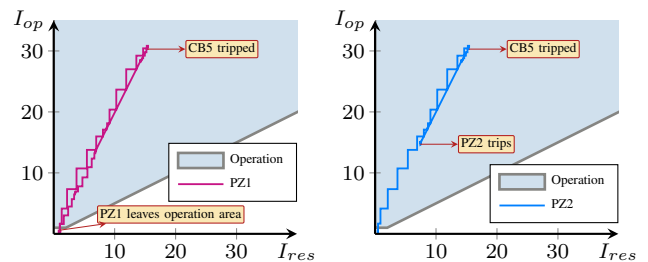 I_op
30
20
10
CB5 tripped
Operation
PZ1
PZ1 leaves operation area
10 20 30 I_res
I_op
30
20
10
CB5 tripped
PZ2 trips
Operation
PZ2
10 20 30 I_res